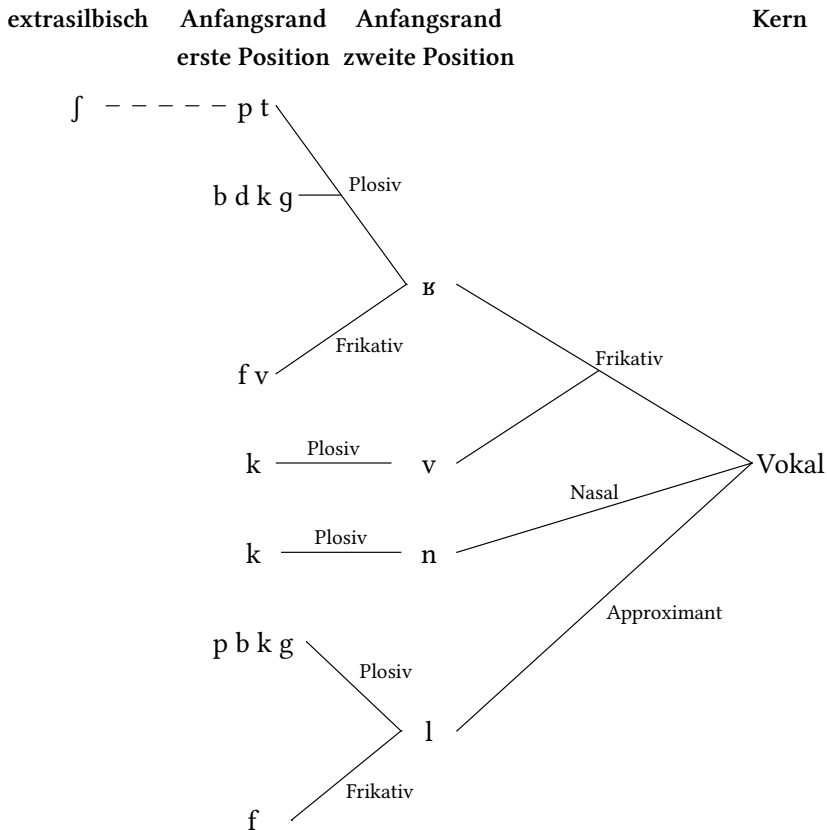 extrasilbisch Anfangsrand Anfangsrand Kern
erste Position zweite Position
ʃ p t
Plosiv
b d k ɡ
ʁ
Frikativ
Frikativ
f v
Plosiv
k v Vokal
Nasal
Plosiv
k n
Approximant
p b k g
Plosiv
l
Frikativ
f